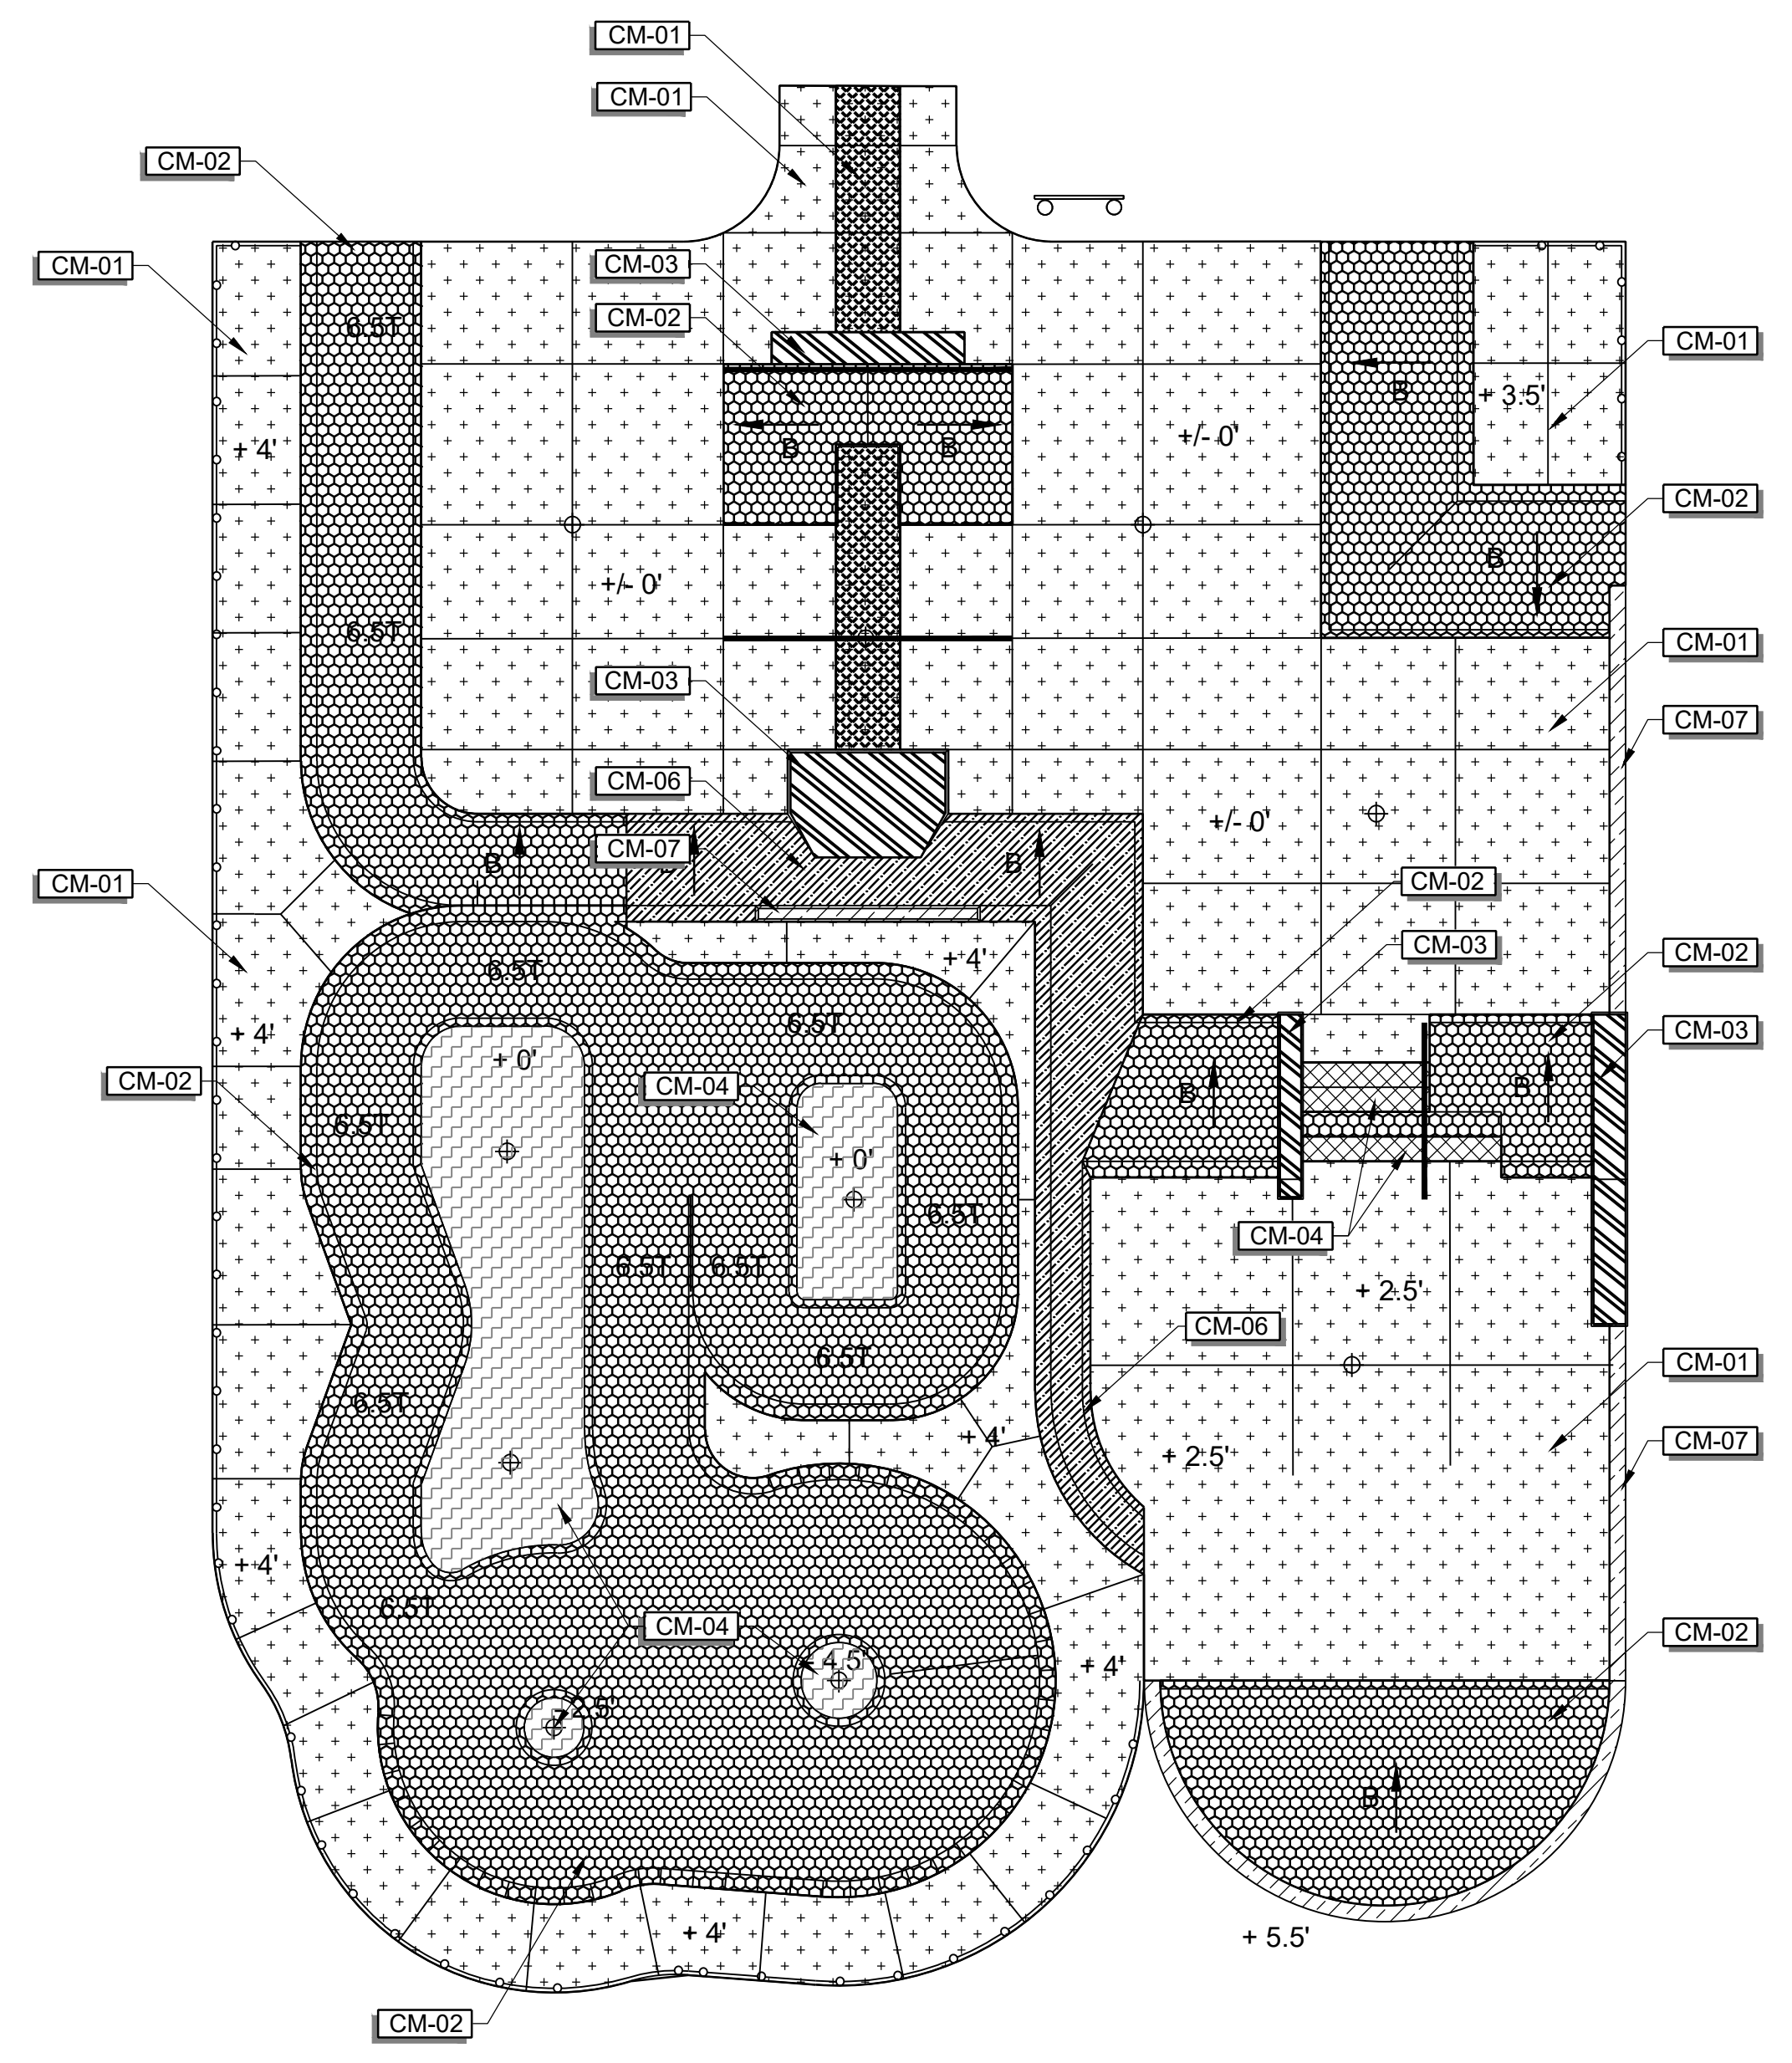 CM-01
CM-01
CM-02
CM-01
CM-03
CM-02
6.5T
CM-01
B
+ 3.5'
B
B
+/- 0'
+ 4'
CM-02
B
+/- 0'
6.5T
CM-01
CM-03
CM-07
CM-06
+/- 0'
CM-07
B
B
CM-01
CM-02
CM-03
CM-02
+ 4'
6.5T
6.5T
+ 4'
CM-03
+ 0'
CM-02
CM-04
B
B
6.5T
+ 0'
6.5T
CM-04
6.5T
6.5T
+ 2.5'
CM-06
6.5T
CM-01
6.5T
+ 4'
CM-07
+ 2.5'
+ 4'
6.5T
CM-04
CM-02
4.5'
+ 4'
2.5'
B
+ 4'
+ 5.5'
CM-02